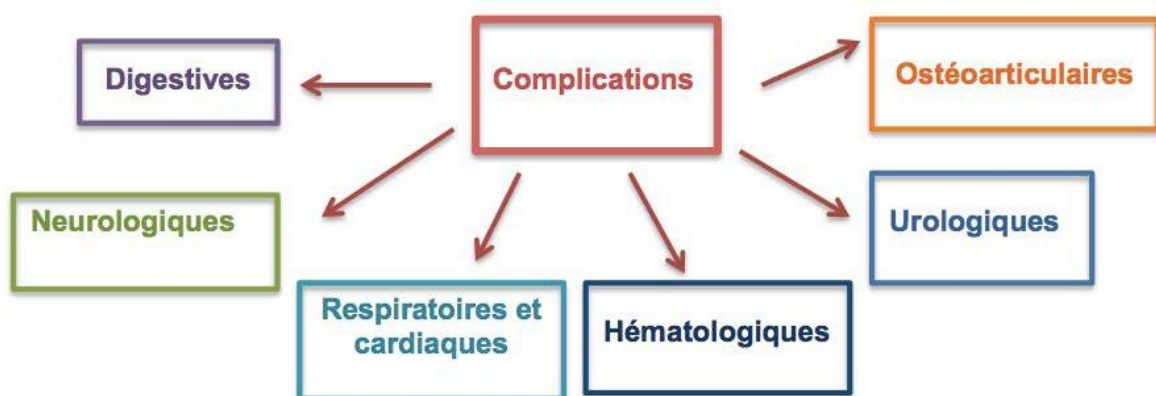 Digestives
Complications
Ostéoarticulaires
Neurologiques
Urologiques
Respiratoires et
cardiaques
Hématologiques